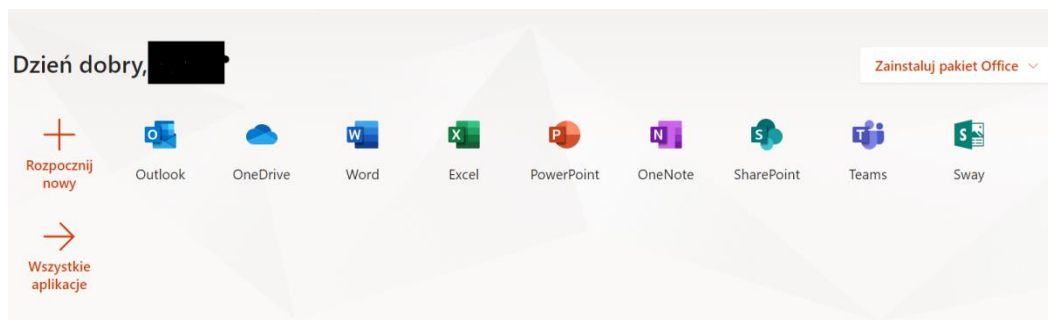 Dzień dobry,
Zainstaluj pakiet Office
Rozpocznij
nowy
Outlook
OneDrive
Word
Excel
PowerPoint
OneNote
SharePoint
Teams
Sway
Wszystkie
aplikacje